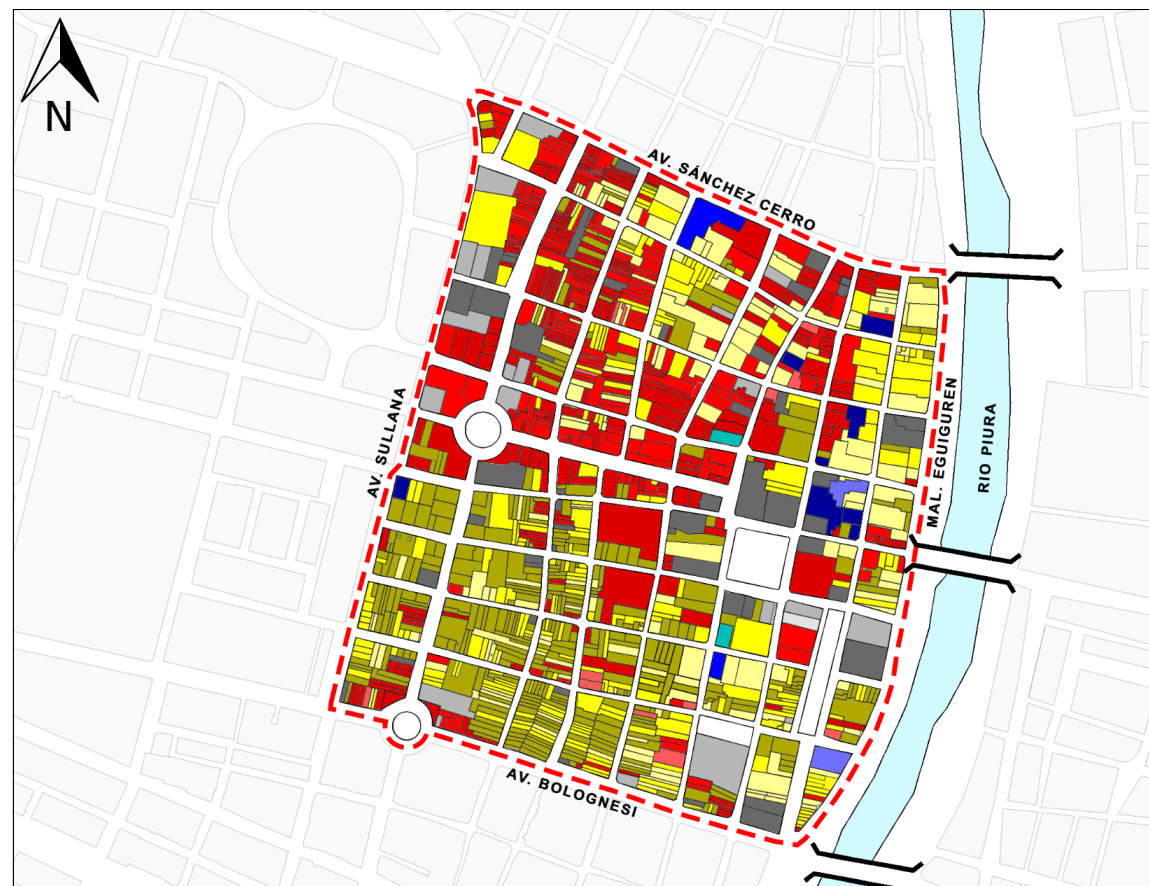 N
AV. SÁNCHEZ CERRO
AV. SULLANA
MAL. EGUIGUREN
RIO PIURA
AV. BOLOGNESI